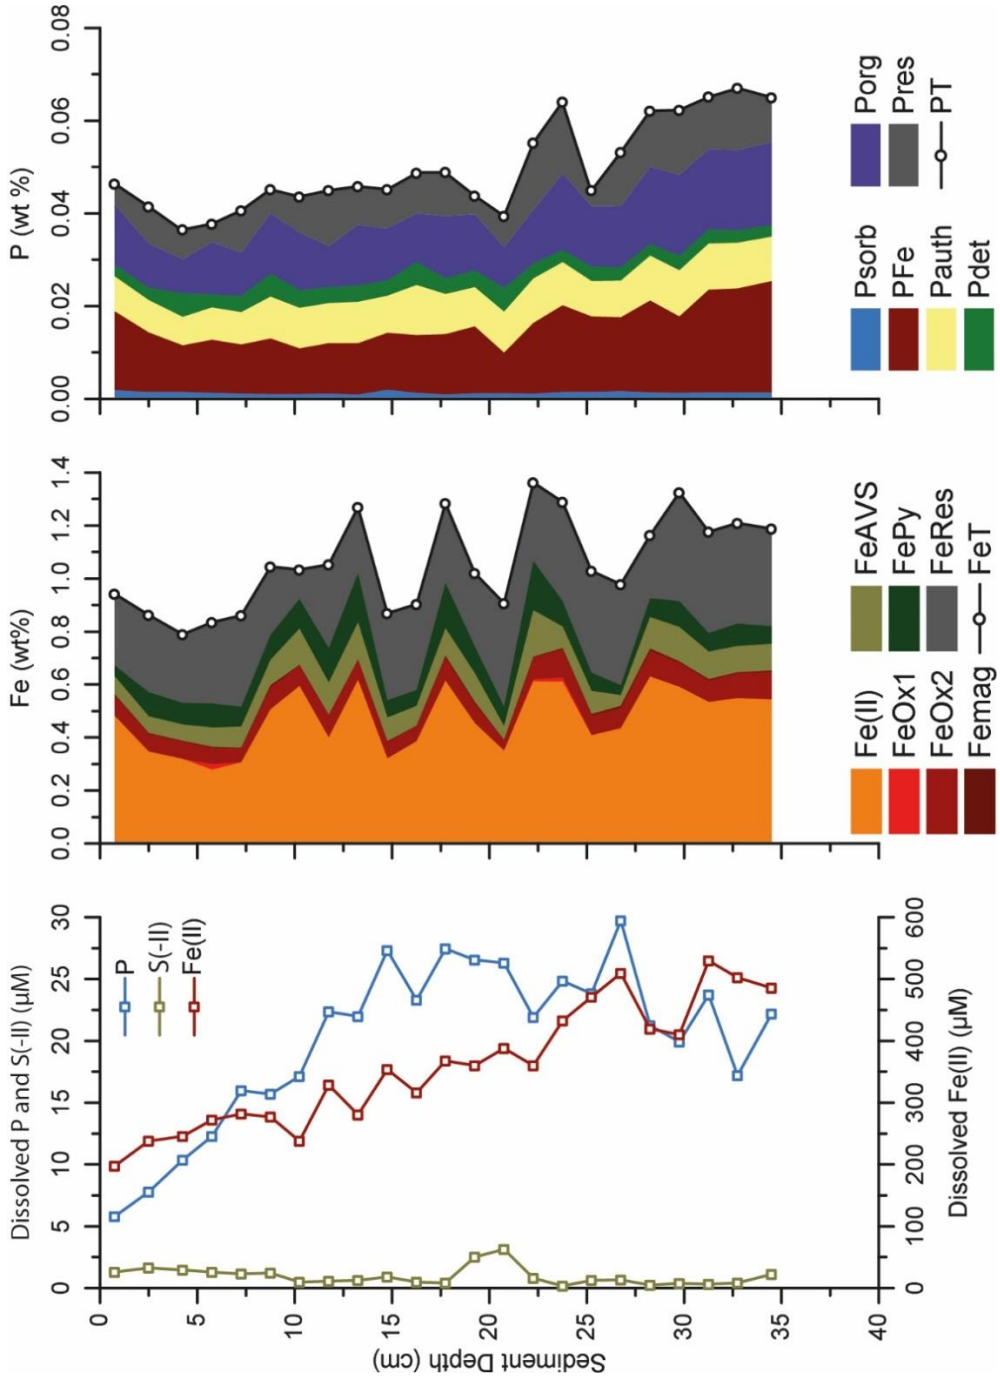 P (wt %)
0.00 0.02 0.04 0.06 0.08
Psorb Porg
PFe Pres
Pauth PT
Pdet
Fe (wt%)
0.0 0.2 0.4 0.6 0.8 1.0 1.2 1.4
Fe(II) FeAVS
FeOx1 FePy
FeOx2 FeRes
Femag FeT
Dissolved P and S(-II) (µM)
0 5 10 15 20 25 30
P
S(-II)
Fe(II)
0 100 200 300 400 500 600
Dissolved Fe(II) (µM)
0 5 10 15 20 25 30 35 40
Sediment Depth (cm)